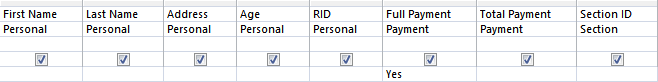 First Name Last Name Address Age RID Full Payment Total Payment Section ID
Personal Personal Personal Personal Personal Payment Payment Section
Yes